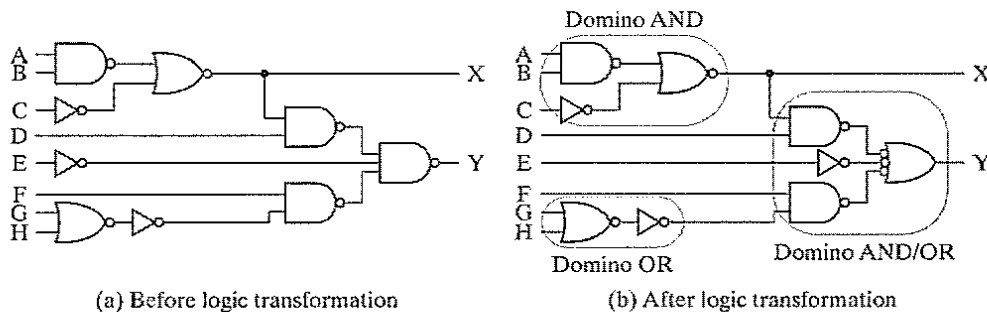 Domino AND
A
B
C
D
E
F
G
H
X
Y
A
B
C
D
E
F
G
H
X
Y
Domino OR
Domino AND/OR
(a) Before logic transformation
(b) After logic transformation